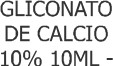 GLICONATO
DE CALCIO
10% 10ML -